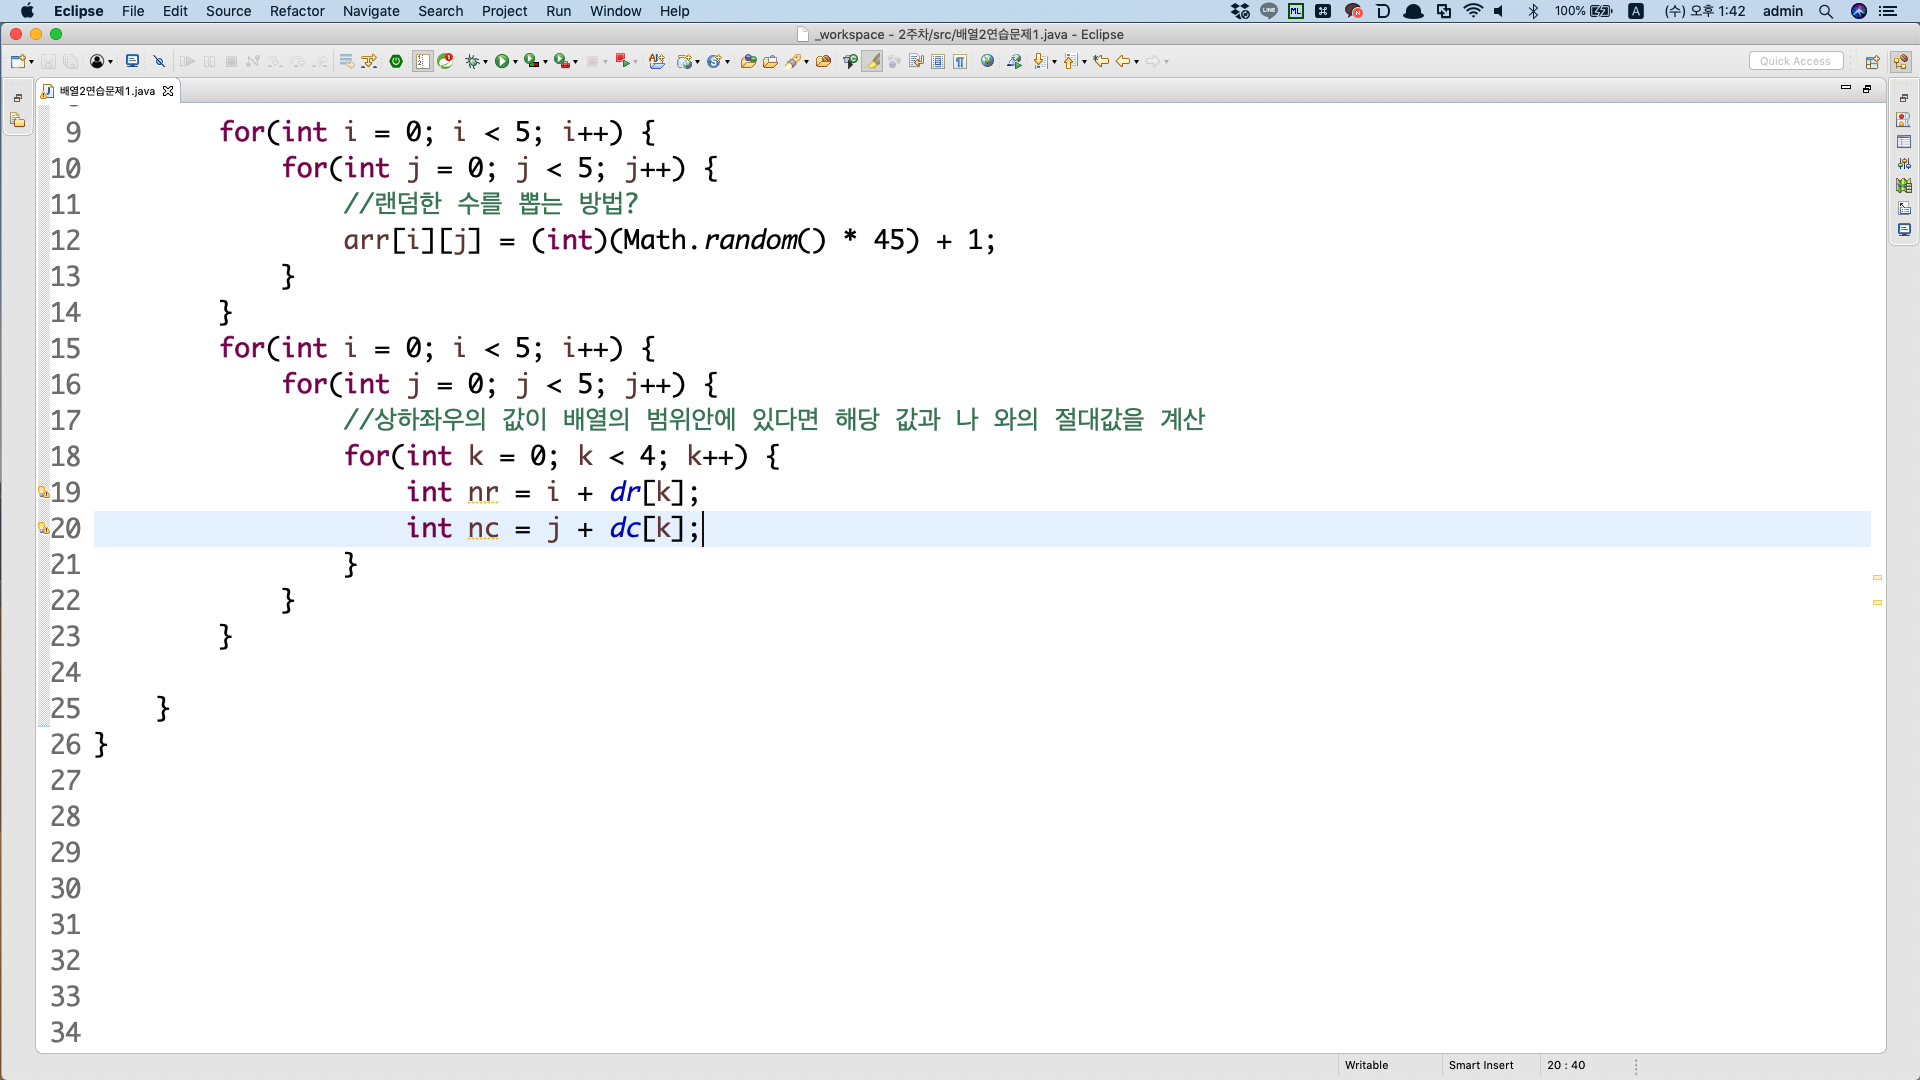 Eclipse File Edit Source Refactor Navigate Search Project Run Window Help 100% A (수) 오후 1:42 admin
_workspace - 2주차/src/배열2연습문제1.java - Eclipse
Quick Access
배열2연습문제1.java
9 for(int i = 0; i < 5; i++) {
10 for(int j = 0; j < 5; j++) {
11 //랜덤한 수를 뽑는 방법?
12 arr[i][j] = (int)(Math.random() * 45) + 1;
13 }
14 }
15 for(int i = 0; i < 5; i++) {
16 for(int j = 0; j < 5; j++) {
17 //상하좌우의 값이 배열의 범위안에 있다면 해당 값과 나 와의 절대값을 계산
18 for(int k = 0; k < 4; k++) {
19 int nr = i + dr[k];
20 int nc = j + dc[k];
21 }
22 }
23 }
24
25 }
26 }
27
28
29
30
31
32
33
34
Writable Smart Insert 20 : 40